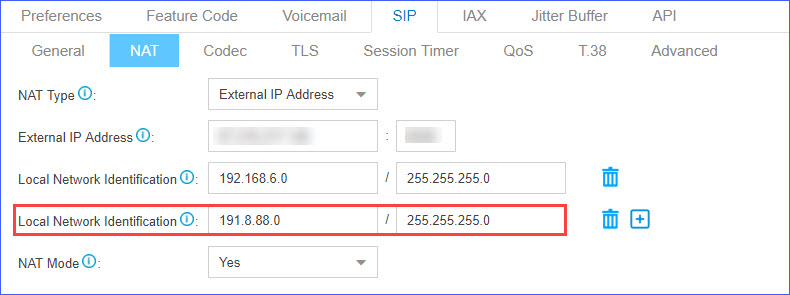 Preferences Feature Code Voicemail SIP IAX Jitter Buffer API
General NAT Codec TLS Session Timer QoS T.38 Advanced
NAT Type i: External IP Address
External IP Address i: :
Local Network Identification i: 192.168.6.0 / 255.255.255.0
Local Network Identification i: 191.8.88.0 / 255.255.255.0
NAT Mode i: Yes